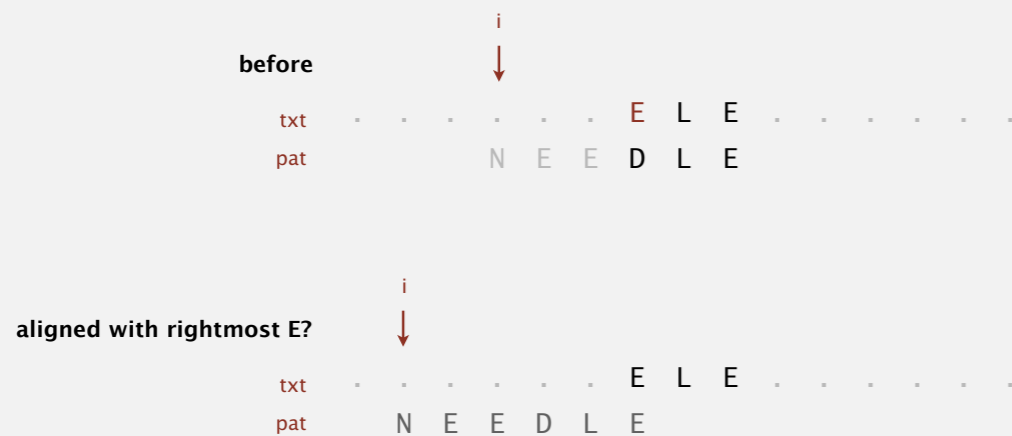 i
before
txt . . . . . . E L E . . . . . .
pat N E E D L E
i
aligned with rightmost E?
txt . . . . . . E L E . . . . . .
pat N E E D L E